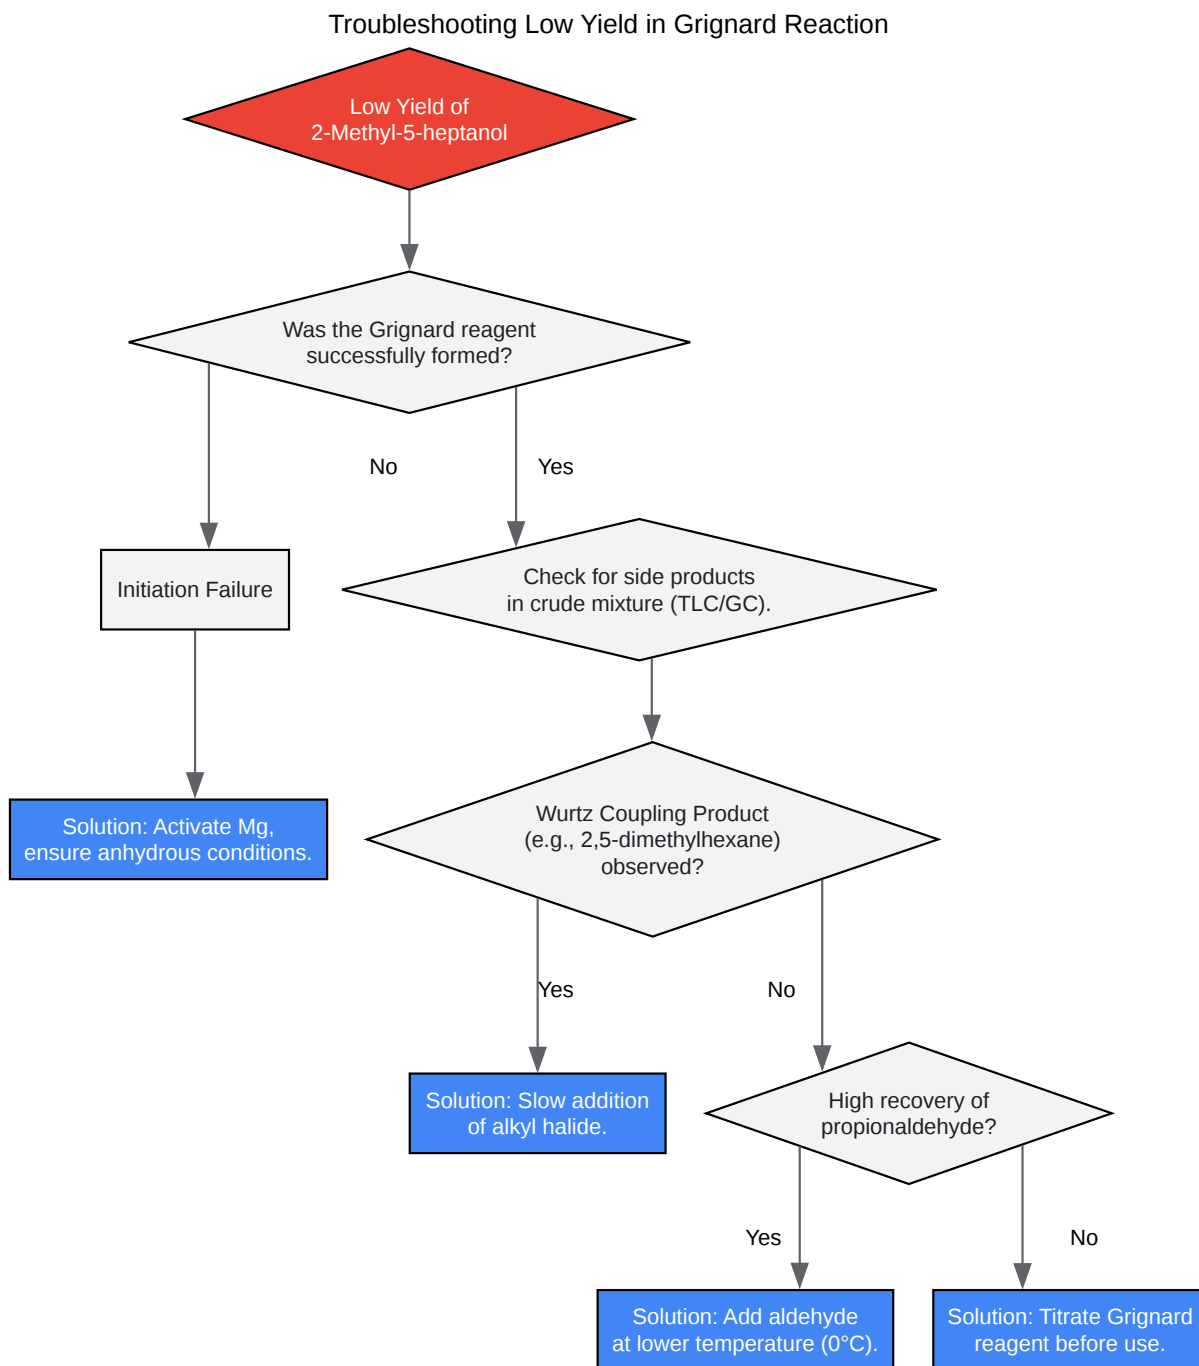 Troubleshooting Low Yield in Grignard Reaction
Low Yield of
2-Methyl-5-heptanol
Was the Grignard reagent
successfully formed?
No
Yes
Initiation Failure
Check for side products
in crude mixture (TLC/GC).
Solution: Activate Mg,
ensure anhydrous conditions.
Wurtz Coupling Product
(e.g., 2,5-dimethylhexane)
observed?
Yes
No
Solution: Slow addition
of alkyl halide.
High recovery of
propionaldehyde?
Yes
No
Solution: Add aldehyde
at lower temperature (0°C).
Solution: Titrate Grignard
reagent before use.